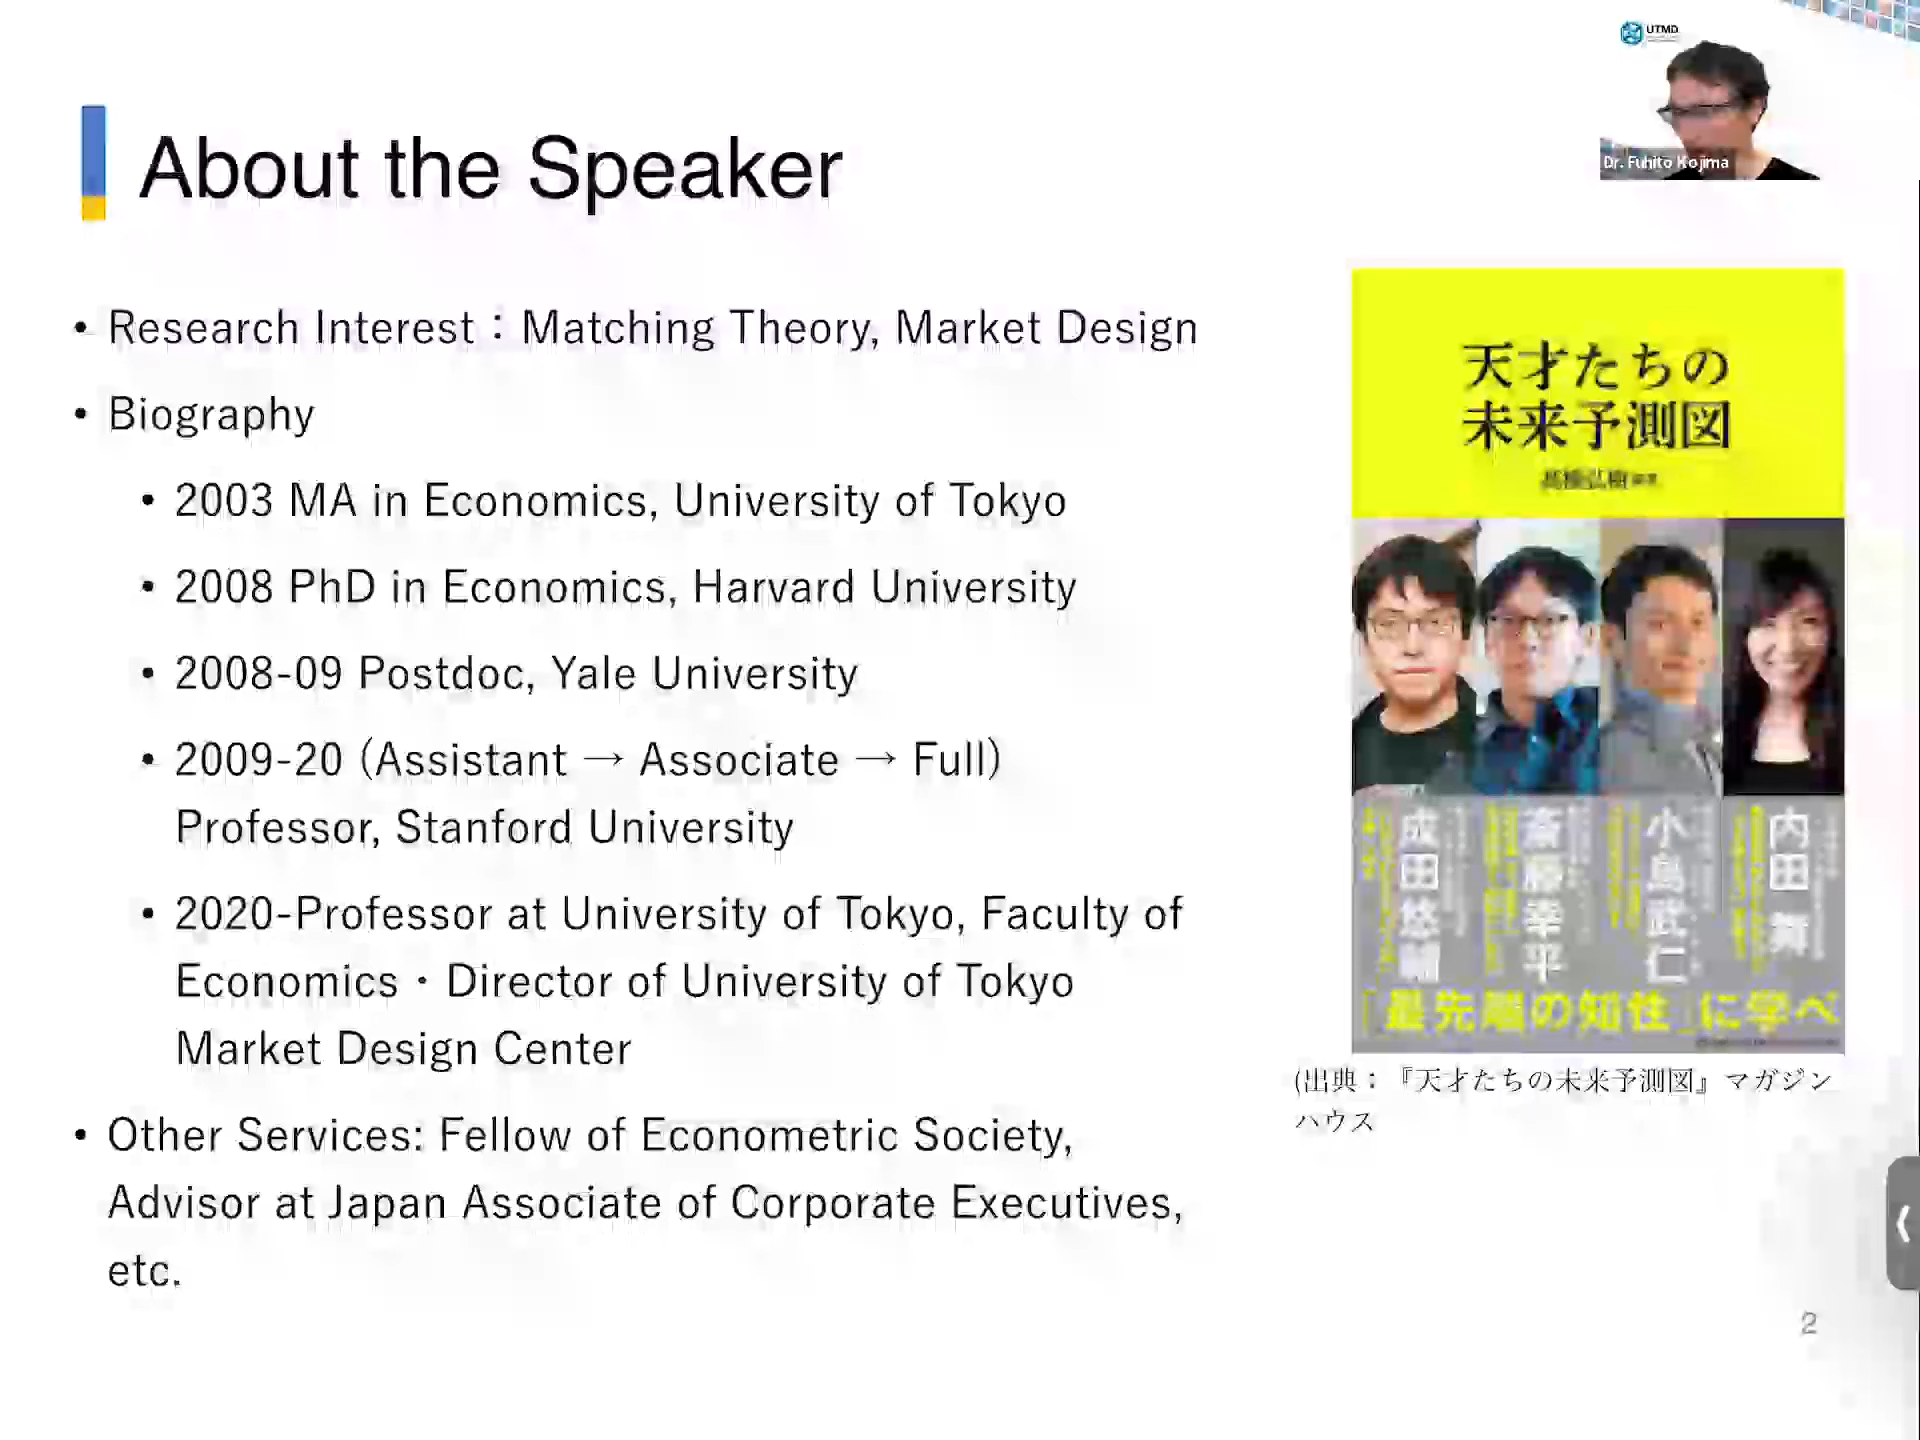 UTMD
Dr. Fuhito Kojima
About the Speaker
• Research Interest：Matching Theory, Market Design
• Biography
• 2003 MA in Economics, University of Tokyo
• 2008 PhD in Economics, Harvard University
• 2008-09 Postdoc, Yale University
• 2009-20 (Assistant → Associate → Full)
Professor, Stanford University
• 2020-Professor at University of Tokyo, Faculty of
Economics・Director of University of Tokyo
Market Design Center
• Other Services: Fellow of Econometric Society,
Advisor at Japan Associate of Corporate Executives,
etc.
天才たちの
未来予測図
高橋弘樹
内田 舞
小島武仁
斎藤幸平
成田悠輔
「最先端の知性」に学べ
(出典：『天才たちの未来予測図』マガジン
ハウス
2